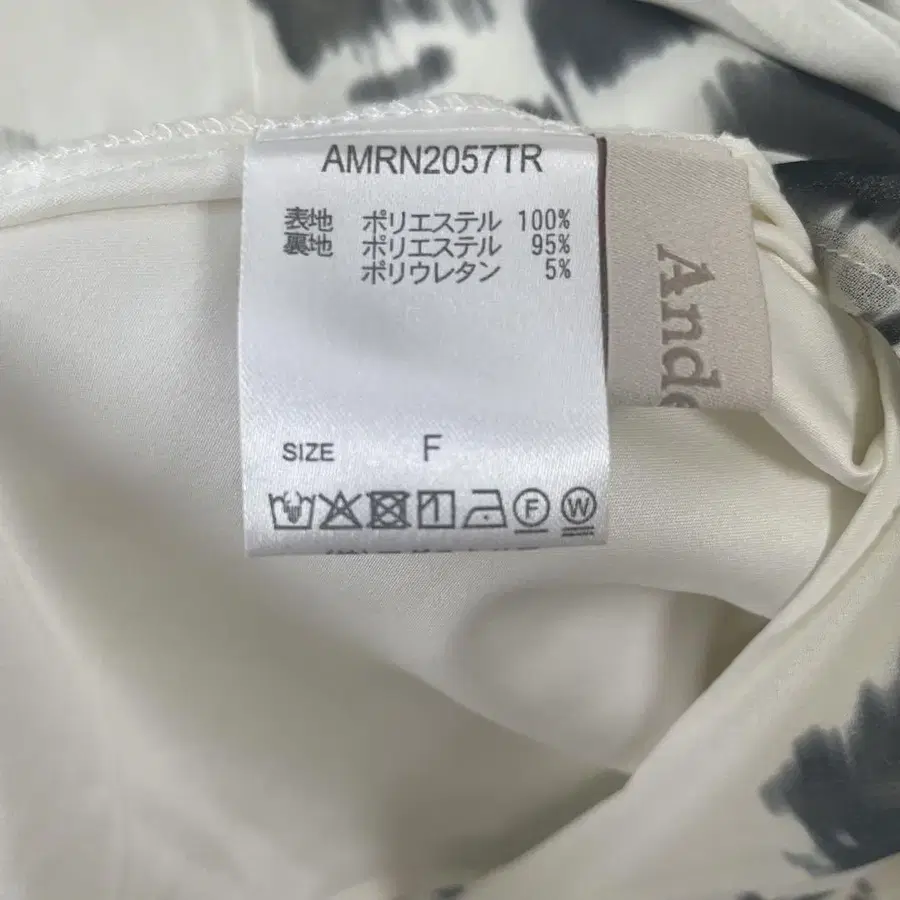 AMRN2057TR
表地 ポリエステル 100%
裏地 ポリエステル 95%
ポリウレタン 5%
SIZE F
F W
And